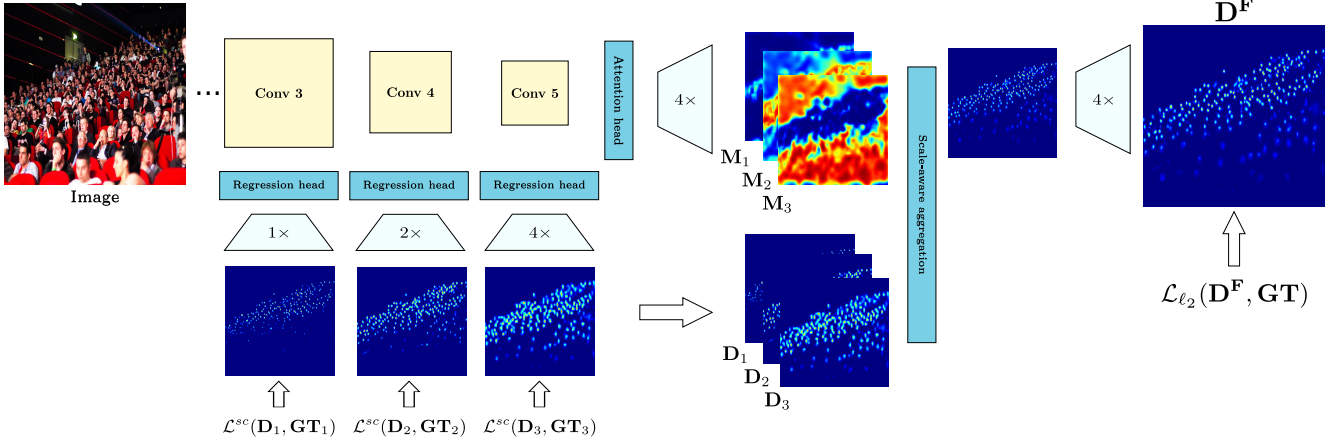 D^F
...
Conv 3
Conv 4
Conv 5
Attention head
4×
M_1
M_2
M_3
Scale-aware aggregation
4×
Regression head
Regression head
Regression head
Image
1×
2×
4×
D_1
D_2
D_3
ℒ_{ℓ_2}(D^F, GT)
ℒ^{sc}(D_1, GT_1)
ℒ^{sc}(D_2, GT_2)
ℒ^{sc}(D_3, GT_3)